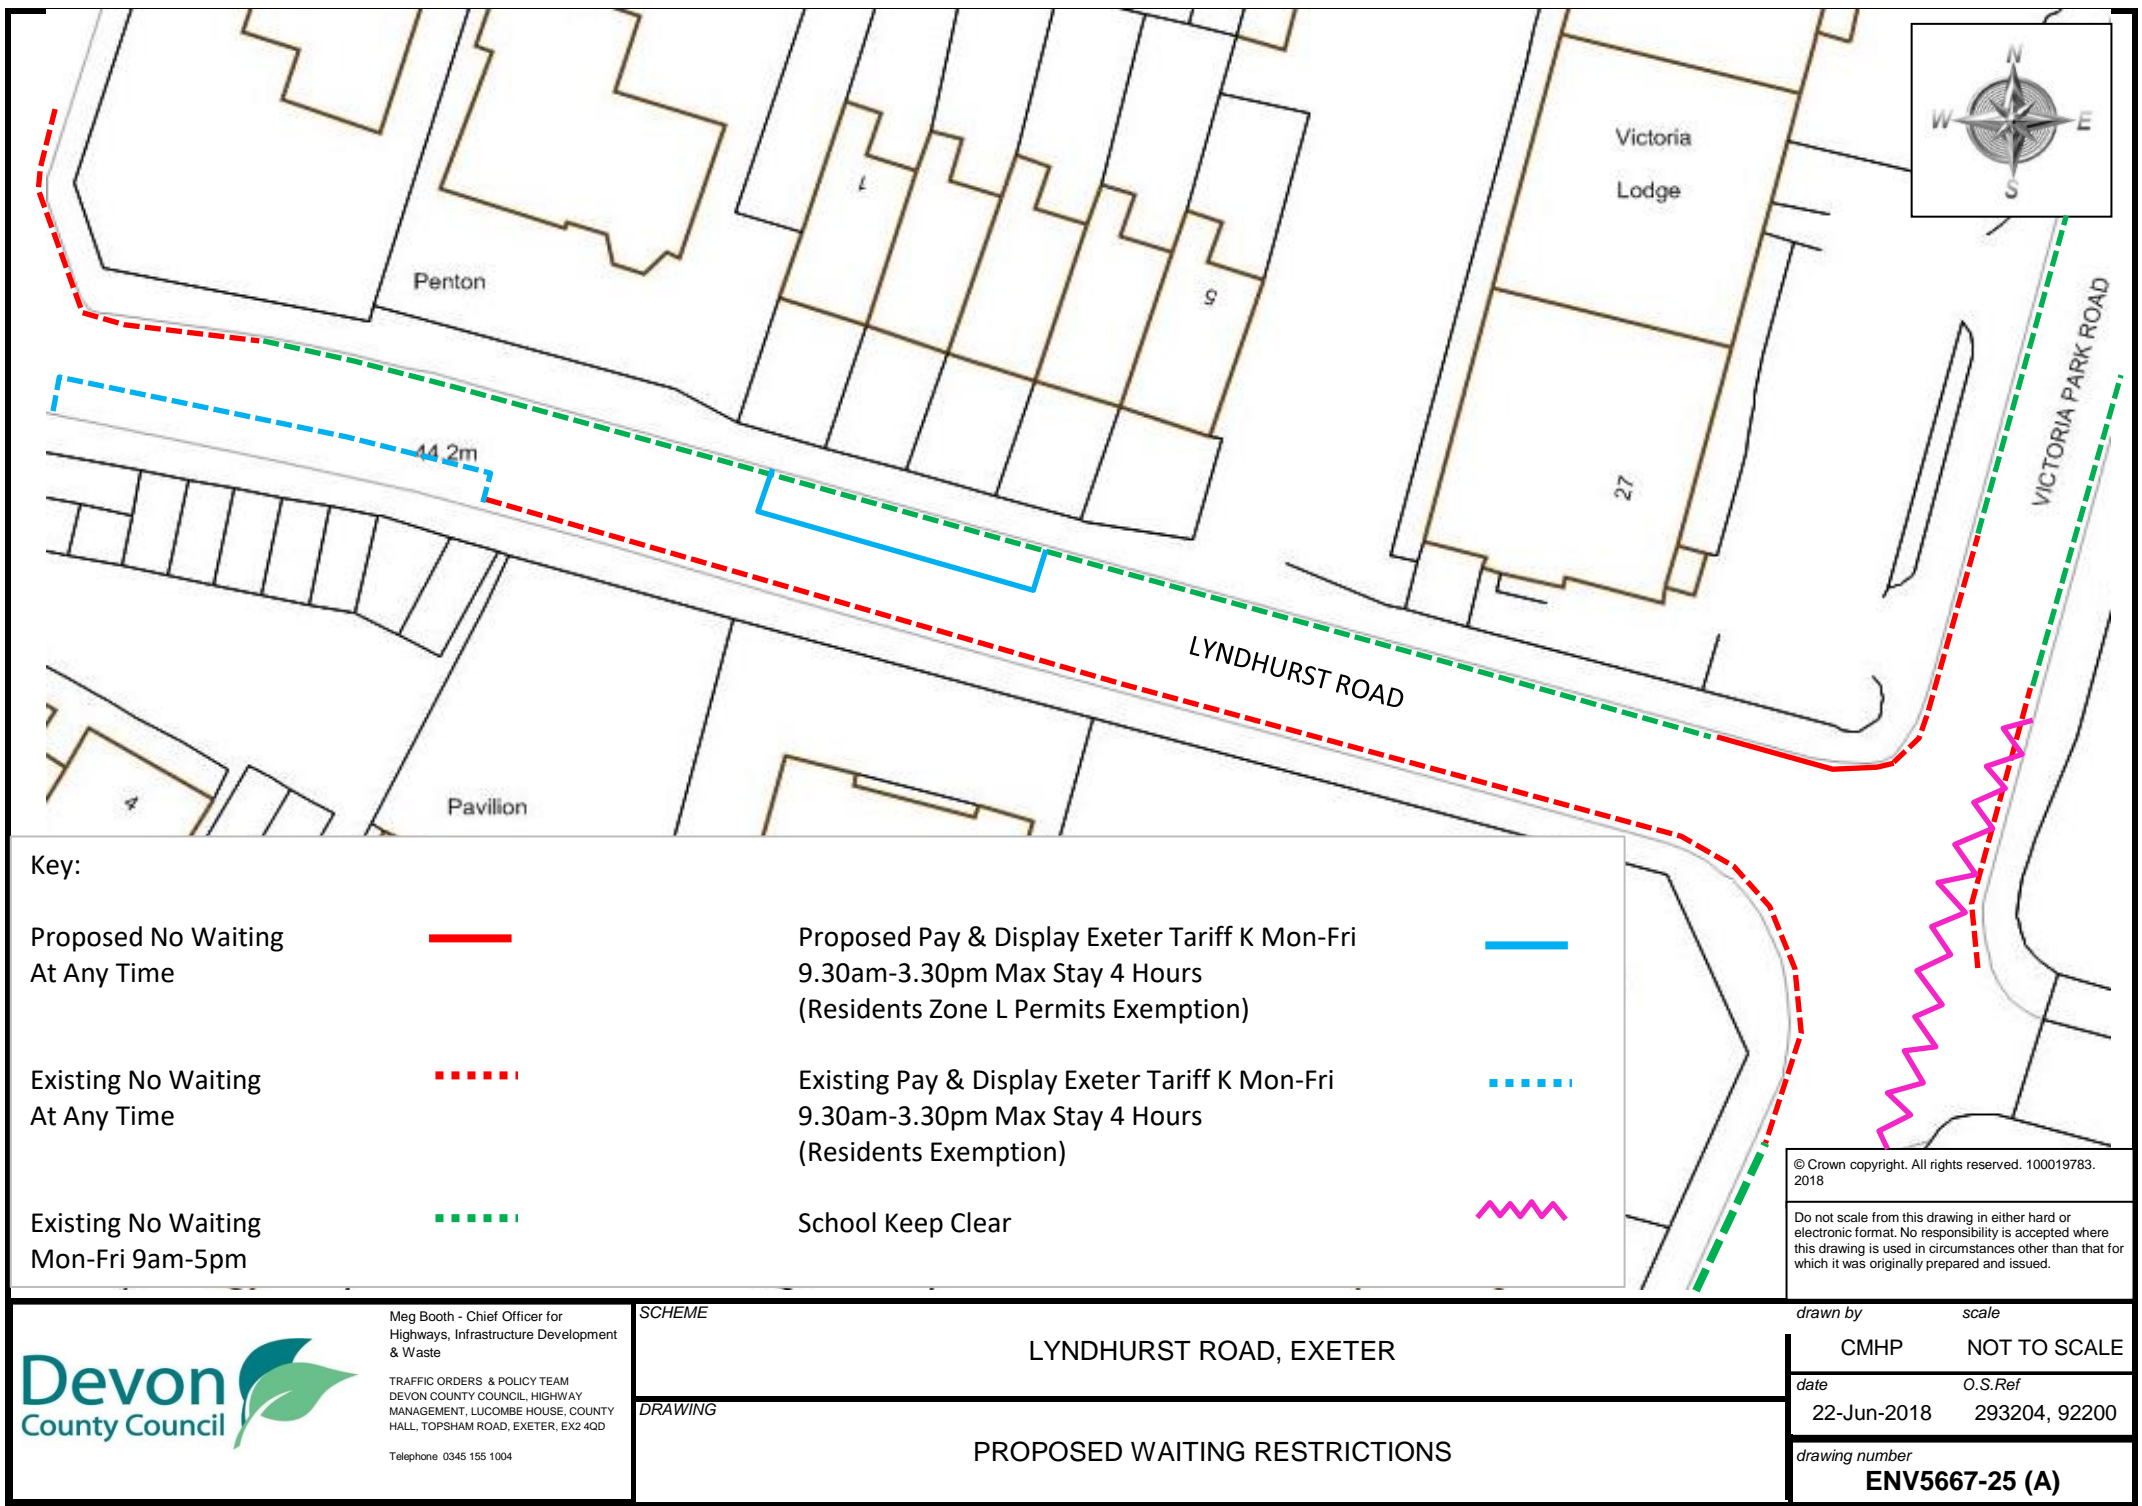 N
W
E
S
Victoria
Lodge
1
Penton
5
VICTORIA PARK ROAD
44.2m
27
LYNDHURST ROAD
4
Pavilion
Key:
Proposed No Waiting
At Any Time
Existing No Waiting
At Any Time
Existing No Waiting
Mon-Fri 9am-5pm
Proposed Pay & Display Exeter Tariff K Mon-Fri
9.30am-3.30pm Max Stay 4 Hours
(Residents Zone L Permits Exemption)
Existing Pay & Display Exeter Tariff K Mon-Fri
9.30am-3.30pm Max Stay 4 Hours
(Residents Exemption)
School Keep Clear
© Crown copyright. All rights reserved. 100019783.
2018
Do not scale from this drawing in either hard or
electronic format. No responsibility is accepted where
this drawing is used in circumstances other than that for
which it was originally prepared and issued.
Devon
County Council
Meg Booth - Chief Officer for
Highways, Infrastructure Development
& Waste
TRAFFIC ORDERS & POLICY TEAM
DEVON COUNTY COUNCIL, HIGHWAY
MANAGEMENT, LUCOMBE HOUSE, COUNTY
HALL, TOPSHAM ROAD, EXETER, EX2 4QD
Telephone 0345 155 1004
SCHEME
LYNDHURST ROAD, EXETER
DRAWING
PROPOSED WAITING RESTRICTIONS
drawn by
CMHP
scale
NOT TO SCALE
date
22-Jun-2018
O.S.Ref
293204, 92200
drawing number
ENV5667-25 (A)